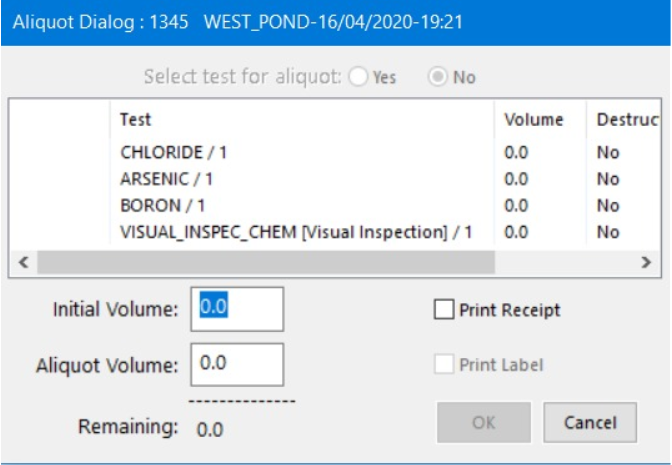 Aliquot Dialog : 1345 WEST_POND-16/04/2020-19:21
Select test for aliquot: Yes No
Test Volume Destruc
CHLORIDE / 1 0.0 No
ARSENIC / 1 0.0 No
BORON / 1 0.0 No
VISUAL_INSPEC_CHEM [Visual Inspection] / 1 0.0 No
Initial Volume: 0.0 Print Receipt
Aliquot Volume: 0.0 Print Label
Remaining: 0.0 OK Cancel